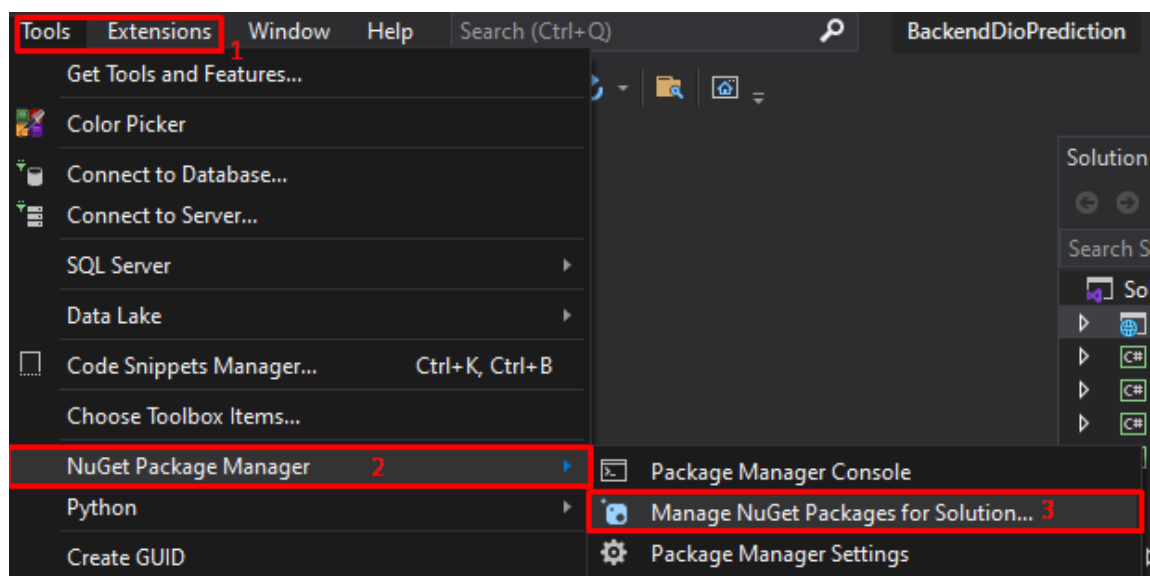 Tools Extensions Window Help Search (Ctrl+Q) BackendDioPrediction
1
Get Tools and Features...
Color Picker
Connect to Database...
Connect to Server...
SQL Server
Data Lake
Code Snippets Manager... Ctrl+K, Ctrl+B
Choose Toolbox Items...
NuGet Package Manager 2
Python
Create GUID
Package Manager Console
Manage NuGet Packages for Solution... 3
Package Manager Settings
Solution
Search S
So
C#
C#
C#